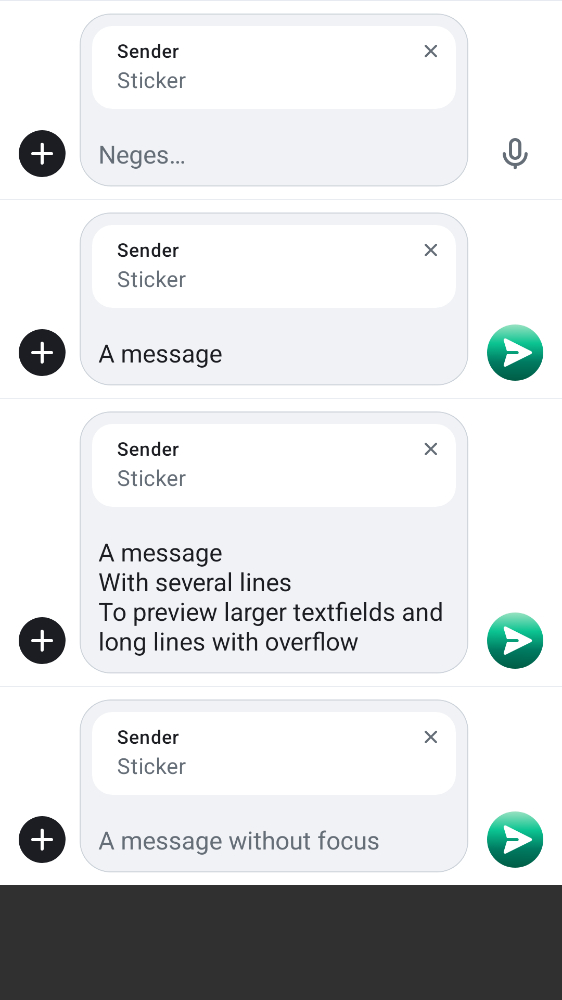 Sender
Sticker
Neges…
Sender
Sticker
A message
Sender
Sticker
A message
With several lines
To preview larger textfields and
long lines with overflow
Sender
Sticker
A message without focus